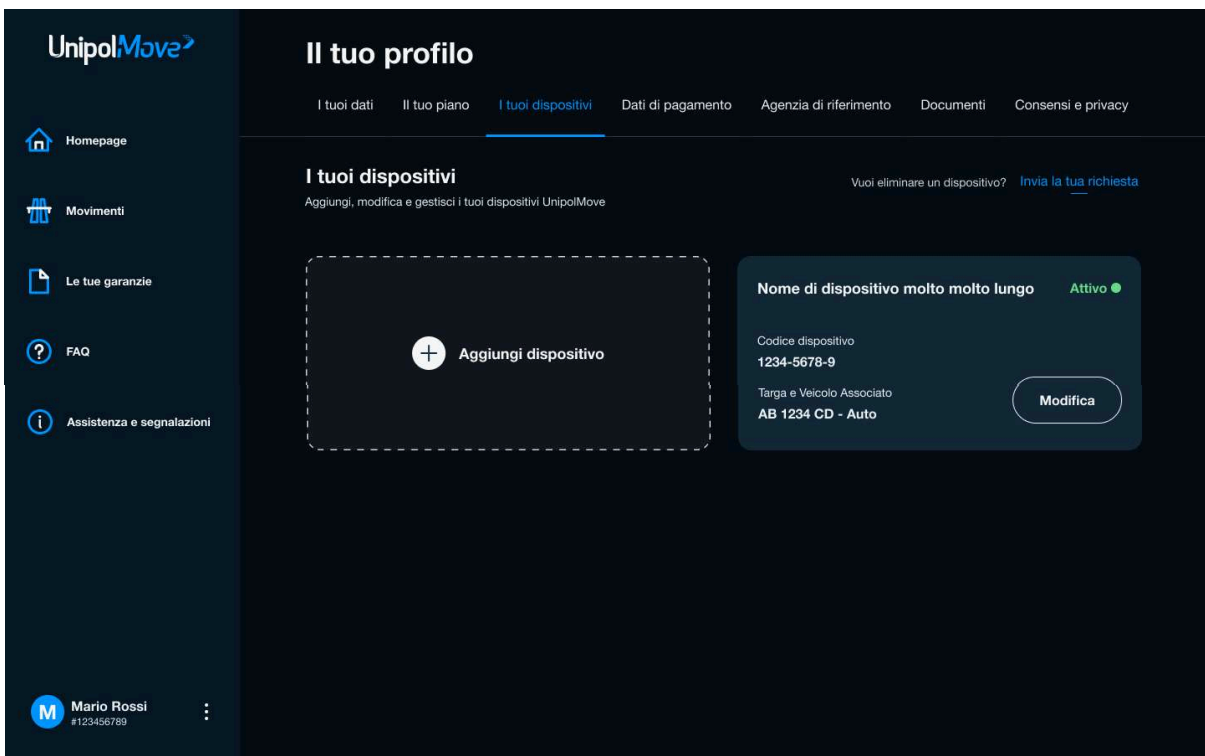 UnipolMove
Homepage
Movimenti
Le tue garanzie
FAQ
Assistenza e segnalazioni
M
Mario Rossi
#123456789
Il tuo profilo
I tuoi dati Il tuo piano I tuoi dispositivi Dati di pagamento Agenzia di riferimento Documenti Consensi e privacy
I tuoi dispositivi
Aggiungi, modifica e gestisci i tuoi dispositivi UnipolMove
Vuoi eliminare un dispositivo? Invia la tua richiesta
Aggiungi dispositivo
Nome di dispositivo molto molto lungo Attivo
Codice dispositivo
1234-5678-9
Targa e Veicolo Associato
AB 1234 CD - Auto
Modifica